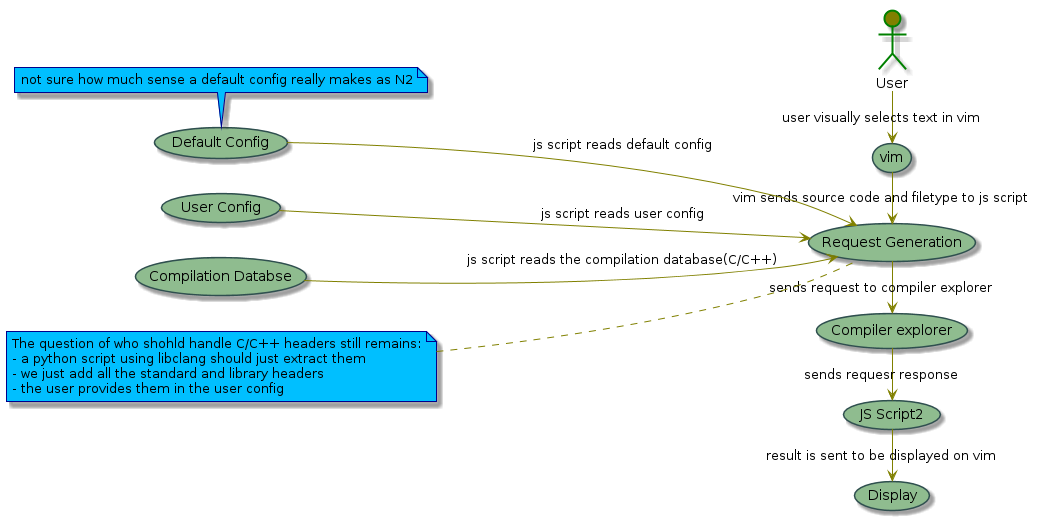 User
user visually selects text in vim
not sure how much sense a default config really makes as N2
Default Config
js script reads default config
vim
vim sends source code and filetype to js script
User Config
js script reads user config
Request Generation
Compilation Databse
js script reads the compilation database(C/C++)
sends request to compiler explorer
The question of who shohld handle C/C++ headers still remains:
- a python script using libclang should just extract them
- we just add all the standard and library headers
- the user provides them in the user config
Compiler explorer
sends requesr response
JS Script2
result is sent to be displayed on vim
Display